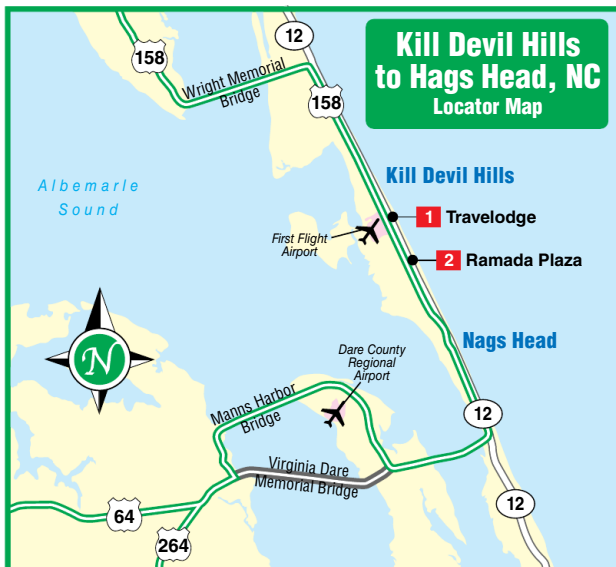 Kill Devil Hills
to Hags Head, NC
Locator Map
12
158
Wright Memorial
Bridge
158
Albemarle
Sound
Kill Devil Hills
1 Travelodge
First Flight
Airport
2 Ramada Plaza
N
Nags Head
Dare County
Regional
Airport
Manns Harbor
Bridge
12
Virginia Dare
Memorial Bridge
64
264
12